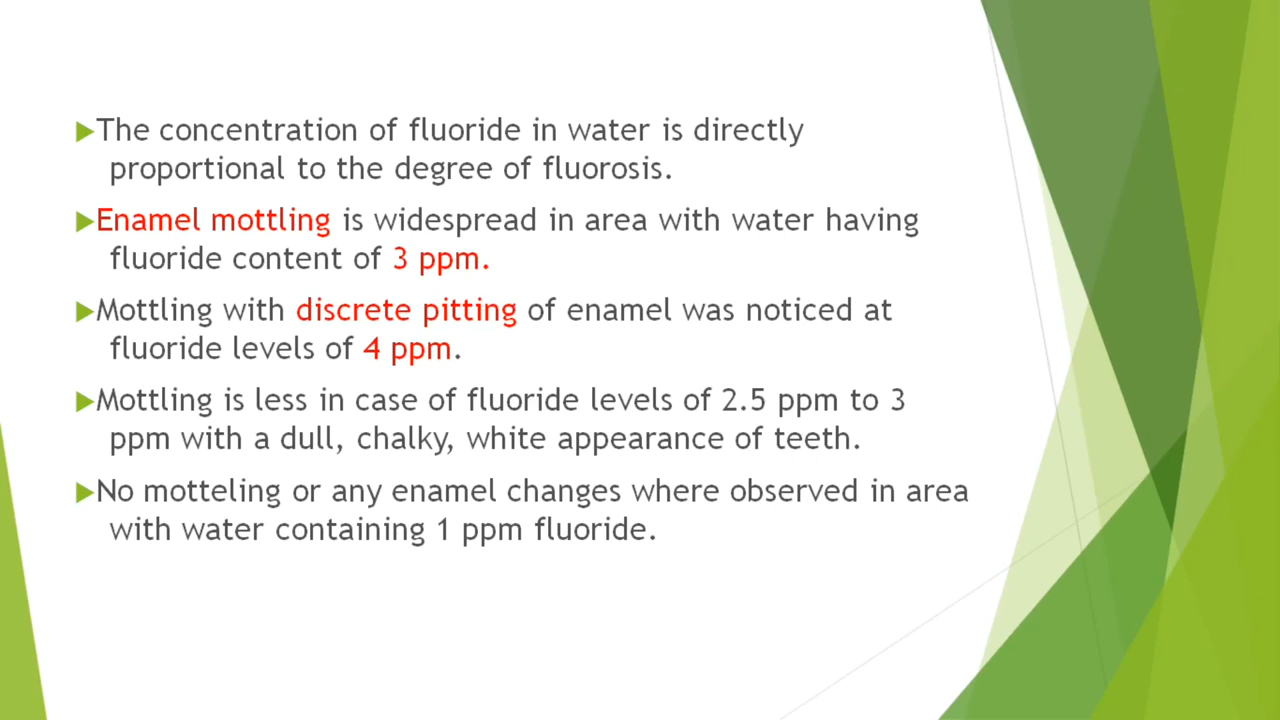 The concentration of fluoride in water is directly
proportional to the degree of fluorosis.
Enamel mottling is widespread in area with water having
fluoride content of 3 ppm.
Mottling with discrete pitting of enamel was noticed at
fluoride levels of 4 ppm.
Mottling is less in case of fluoride levels of 2.5 ppm to 3
ppm with a dull, chalky, white appearance of teeth.
No motteling or any enamel changes where observed in area
with water containing 1 ppm fluoride.